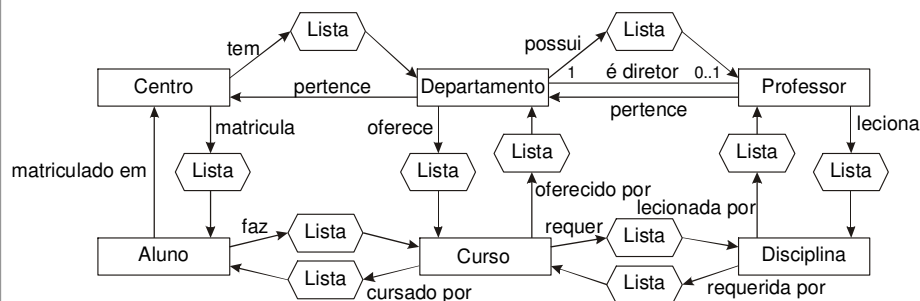 Lista
Lista
tem
possui
1 é diretor 0..1
Centro
pertence
Departamento
Professor
pertence
matricula
oferece
leciona
Lista
Lista
Lista
Lista
Lista
matriculado em
oferecido por
lecionada por
faz
Lista
requer
Lista
Aluno
Curso
Disciplina
Lista
cursado por
Lista
requerida por